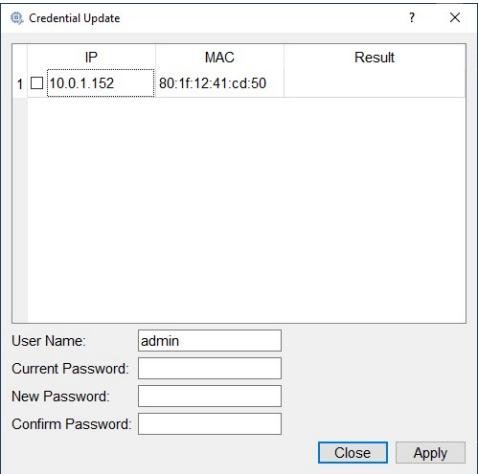 Credential Update ?
IP MAC Result
1 10.0.1.152 80:1f:12:41:cd:50
User Name: admin
Current Password:
New Password:
Confirm Password:
Close Apply